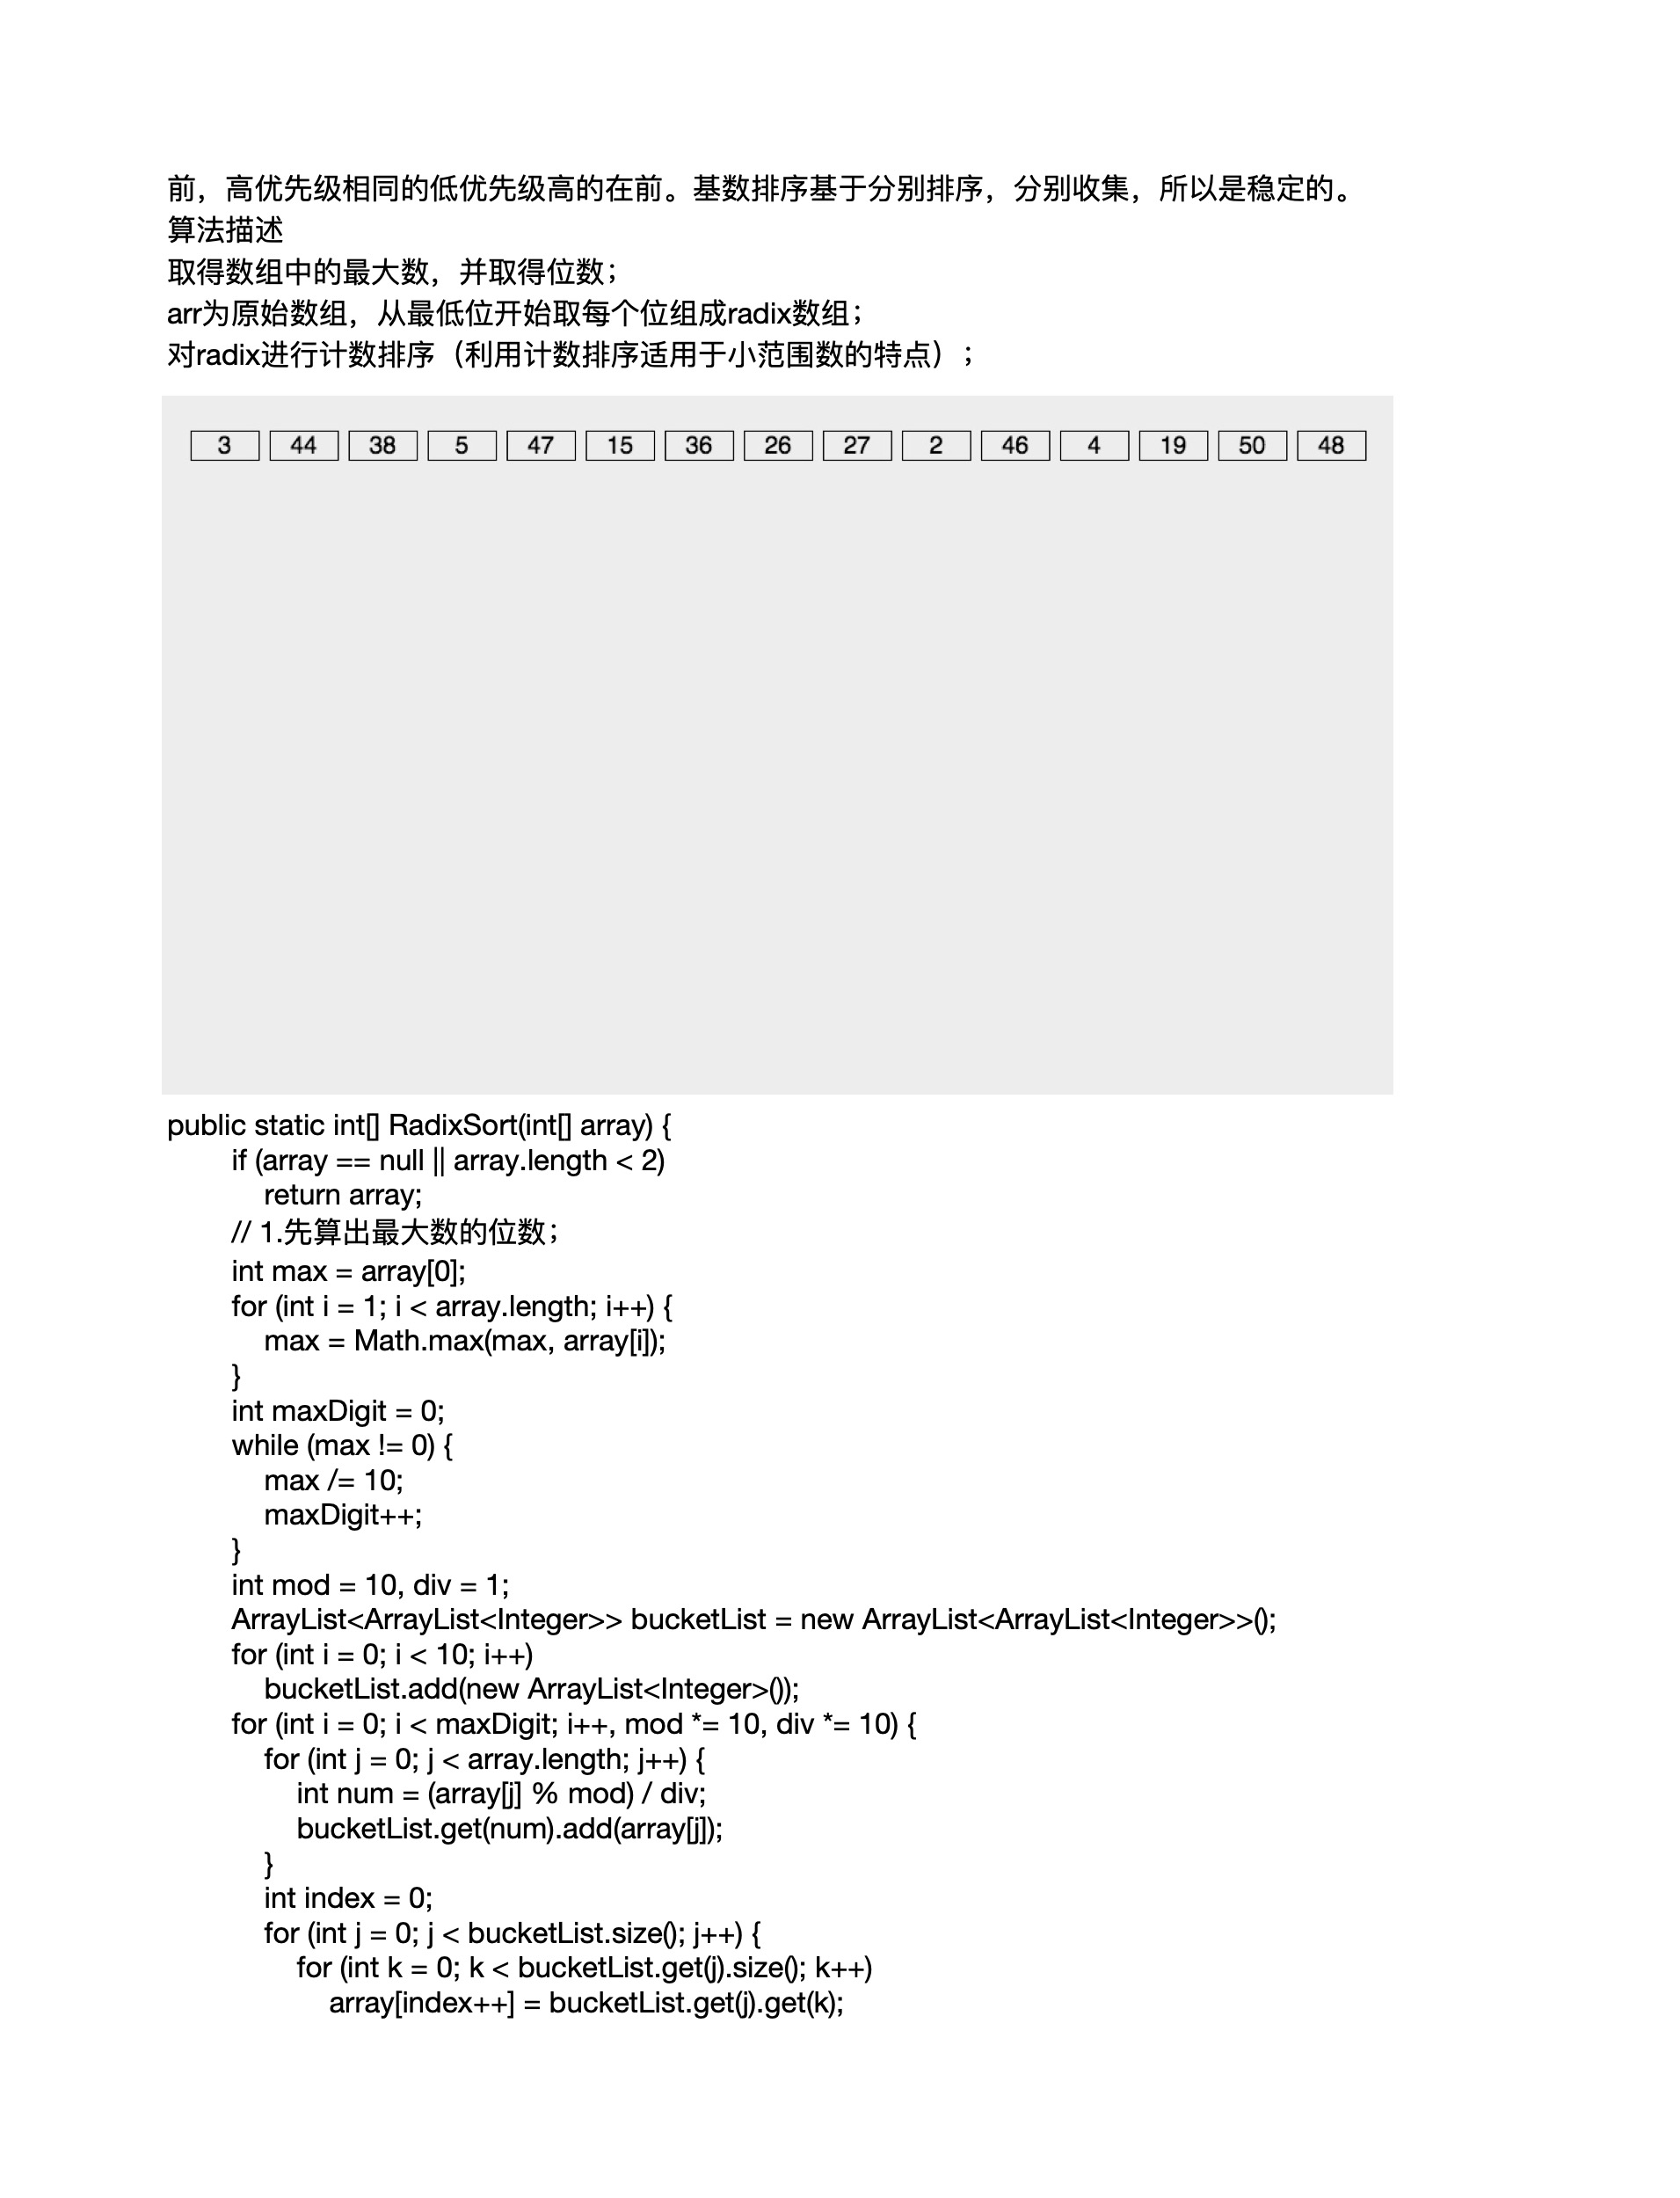 前，高优先级相同的低优先级高的在前。基数排序基于分别排序，分别收集，所以是稳定的。
算法描述
取得数组中的最大数，并取得位数；
arr为原始数组，从最低位开始取每个位组成radix数组；
对radix进行计数排序（利用计数排序适用于小范围数的特点）；
3 44 38 5 47 15 36 26 27 2 46 4 19 50 48
public static int[] RadixSort(int[] array) {
if (array == null || array.length < 2)
return array;
// 1.先算出最大数的位数；
int max = array[0];
for (int i = 1; i < array.length; i++) {
max = Math.max(max, array[i]);
}
int maxDigit = 0;
while (max != 0) {
max /= 10;
maxDigit++;
}
int mod = 10, div = 1;
ArrayList<ArrayList<Integer>> bucketList = new ArrayList<ArrayList<Integer>>();
for (int i = 0; i < 10; i++)
bucketList.add(new ArrayList<Integer>());
for (int i = 0; i < maxDigit; i++, mod *= 10, div *= 10) {
for (int j = 0; j < array.length; j++) {
int num = (array[j] % mod) / div;
bucketList.get(num).add(array[j]);
}
int index = 0;
for (int j = 0; j < bucketList.size(); j++) {
for (int k = 0; k < bucketList.get(j).size(); k++)
array[index++] = bucketList.get(j).get(k);